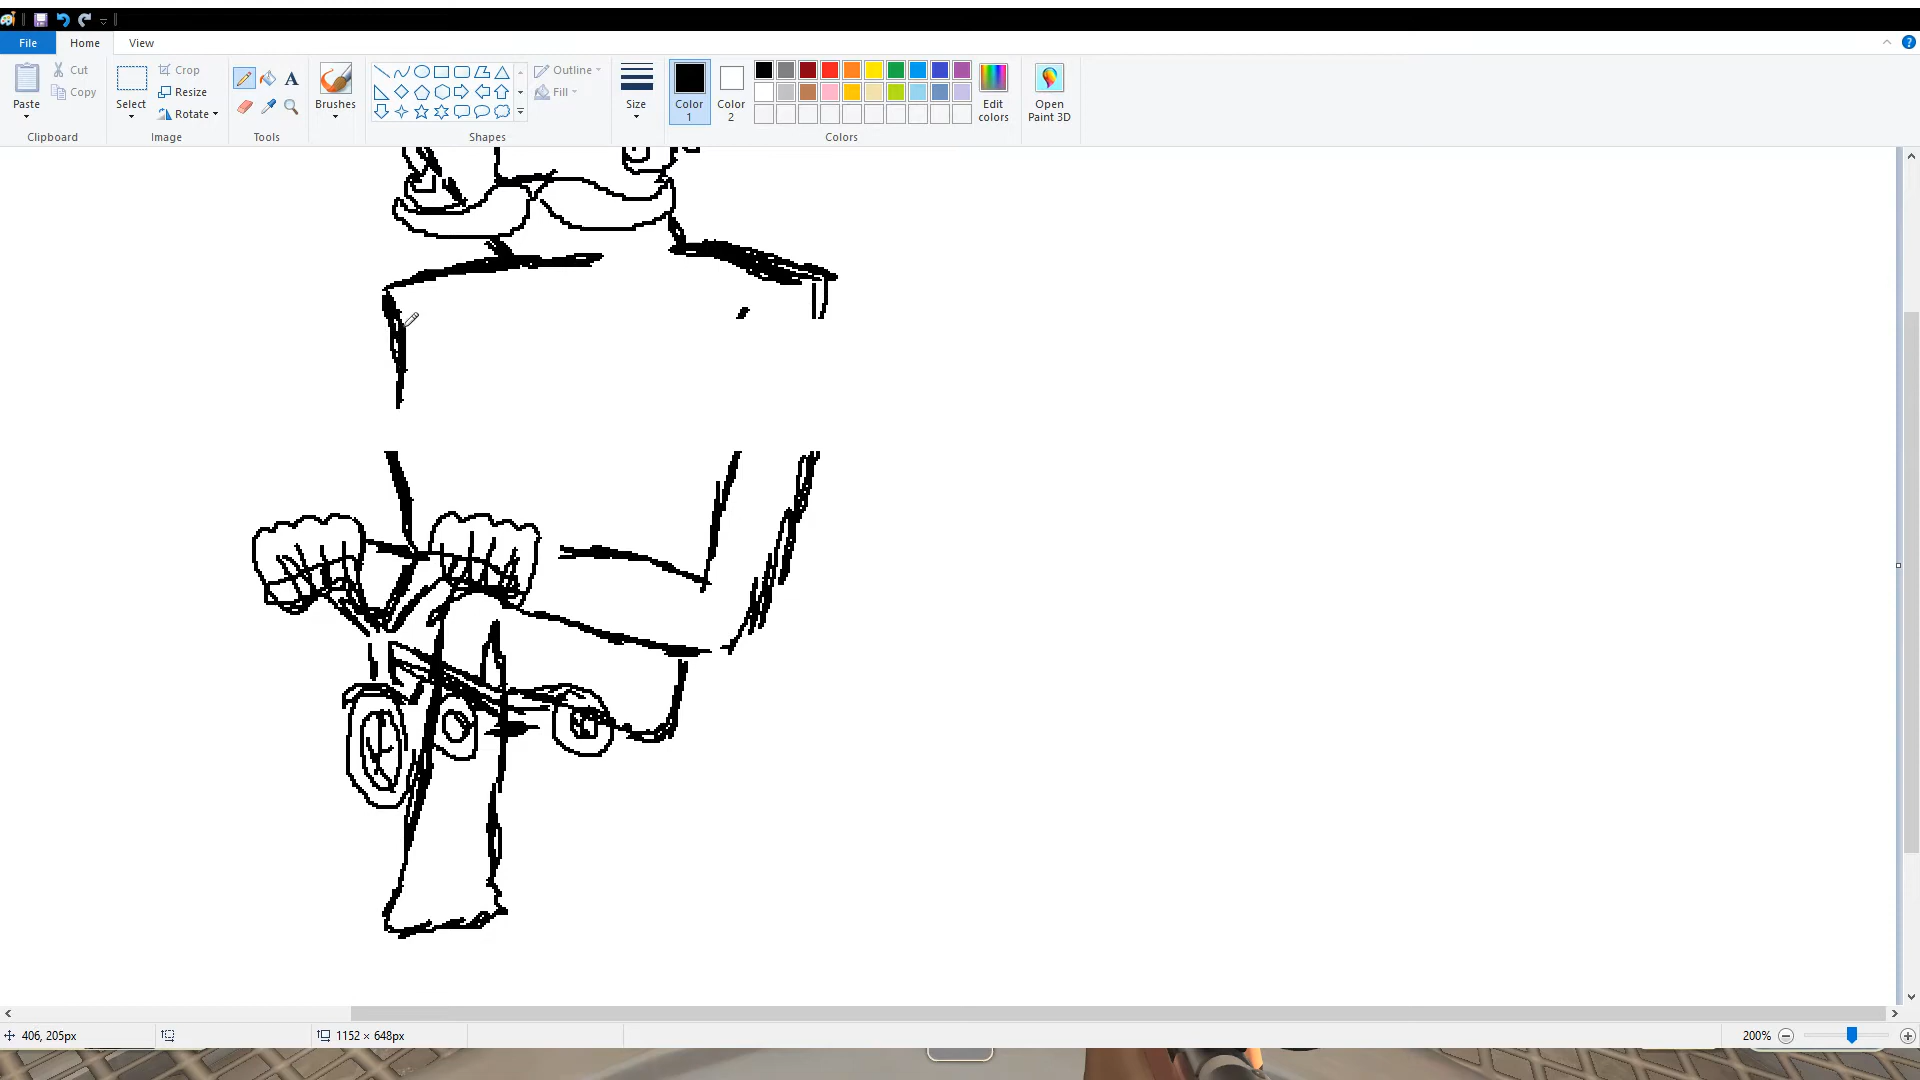 File Home View
Paste
Cut
Copy
Clipboard
Select
Crop
Resize
Rotate
Image
Tools
Brushes
Shapes
Outline
Fill
Size
Color 1
Color 2
Colors
Edit colors
Open Paint 3D
406, 205px 1152 × 648px 200%